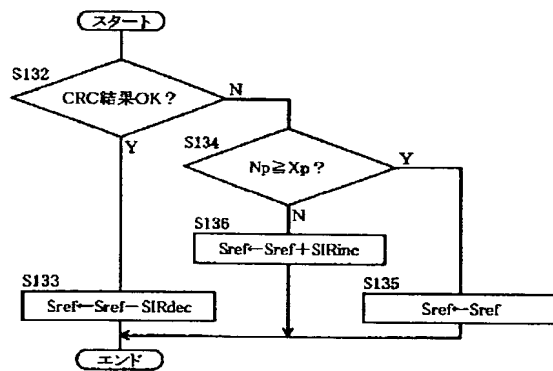 スタート
S132
CRC結果OK?
N
Y
S134
Np≧Xp?
Y
N
S136
Sref←Sref+SIRinc
S133
Sref←Sref−SIRdec
S135
Sref←Sref
エンド